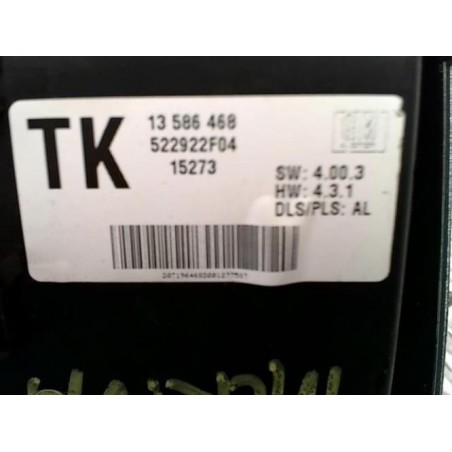 TK
13 586 468
522922F04
15273
SW: 4.00.3
HW: 4.3.1
DLS/PLS: AL